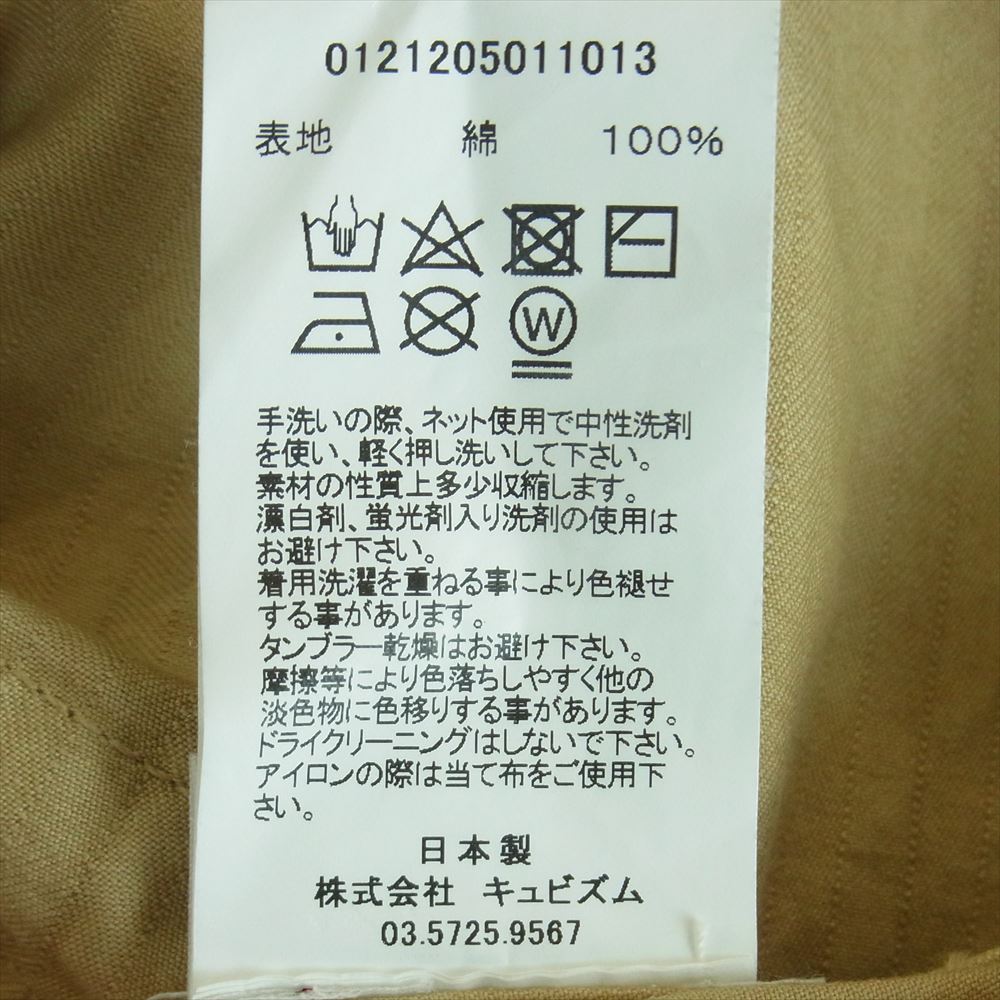 0121205011013
表地 綿 100%
W
手洗いの際、ネット使用で中性洗剤
を使い、軽く押し洗いして下さい。
素材の性質上多少収縮します。
漂白剤、蛍光剤入り洗剤の使用は
お避け下さい。
着用洗濯を重ねる事により色褪せ
する事があります。
タンブラー乾燥はお避け下さい。
摩擦等により色落ちしやすく他の
淡色物に色移りする事があります。
ドライクリーニングはしないで下さい。
アイロンの際は当て布をご使用下
さい。
日本製
株式会社 キュビズム
03.5725.9567